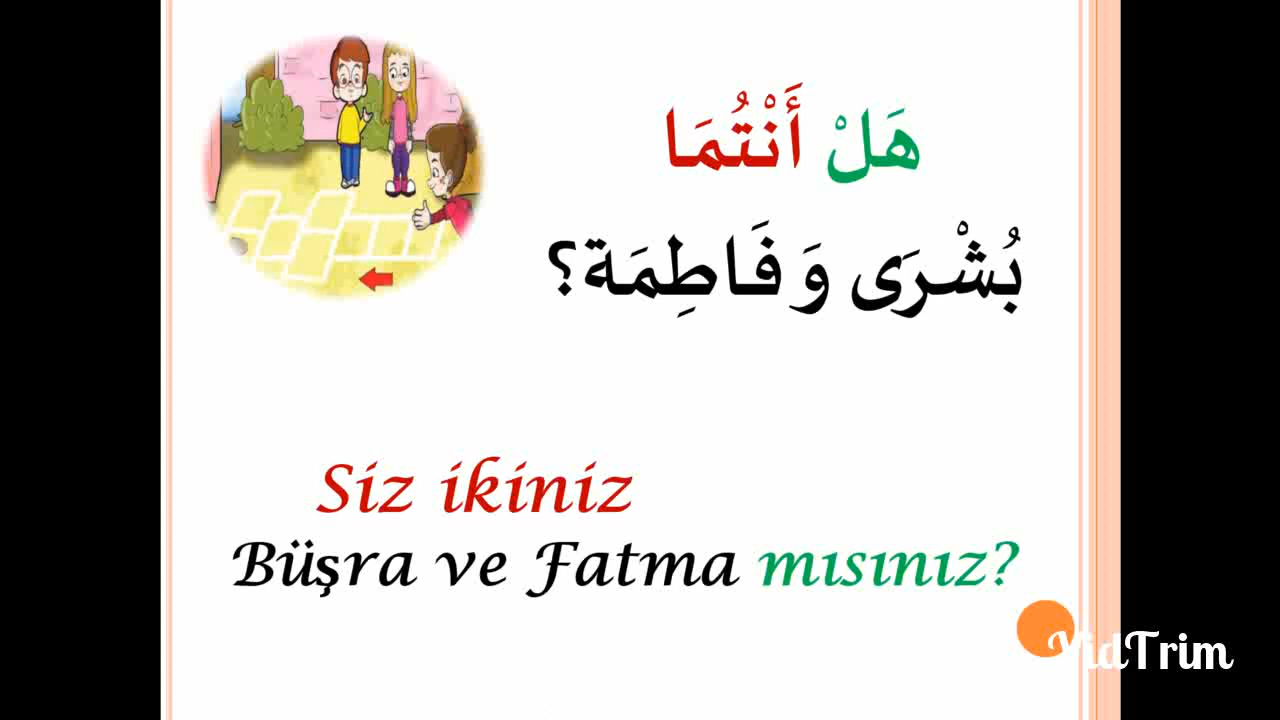 هَلْ أَنْتُمَا
بُشْرَى وَ فَاطِمَة؟
Siz ikiniz
Büşra ve Fatma mısınız?
VidTrim